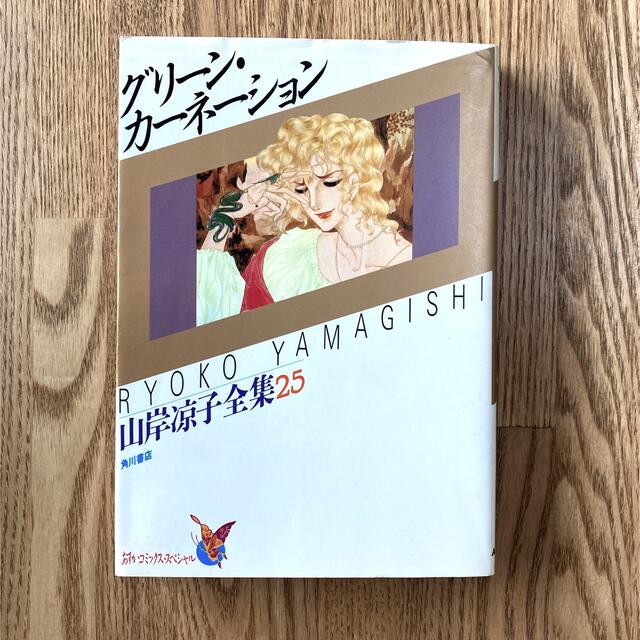 グリーン・
カーネーション
RYOKO YAMAGISHI
山岸凉子全集25
角川書店
あすかコミックス・スペシャル